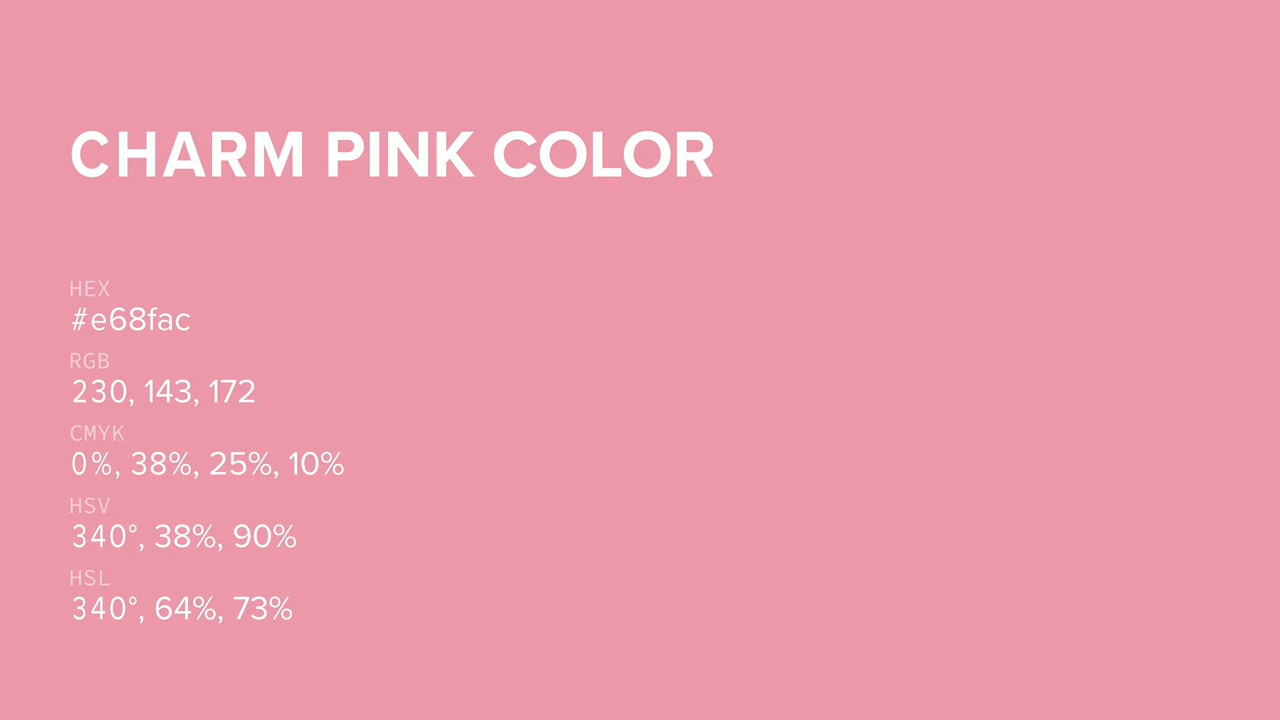 CHARM PINK COLOR
HEX
#e68fac
RGB
230, 143, 172
CMYK
0%, 38%, 25%, 10%
HSV
340°, 38%, 90%
HSL
340°, 64%, 73%